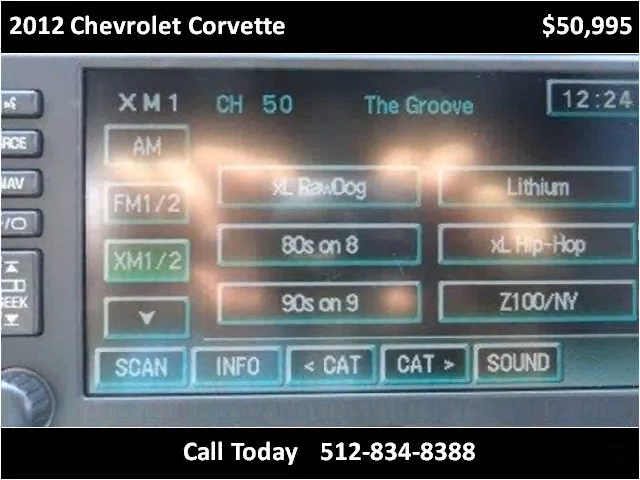 2012 Chevrolet Corvette $50,995
XM1 CH 50 The Groove 12:24
AM
xL RawDog Lithium
FM1/2
80s on 8 xL Hip-Hop
XM1/2
90s on 9 Z100/NY
SCAN INFO < CAT CAT > SOUND
Call Today 512-834-8388